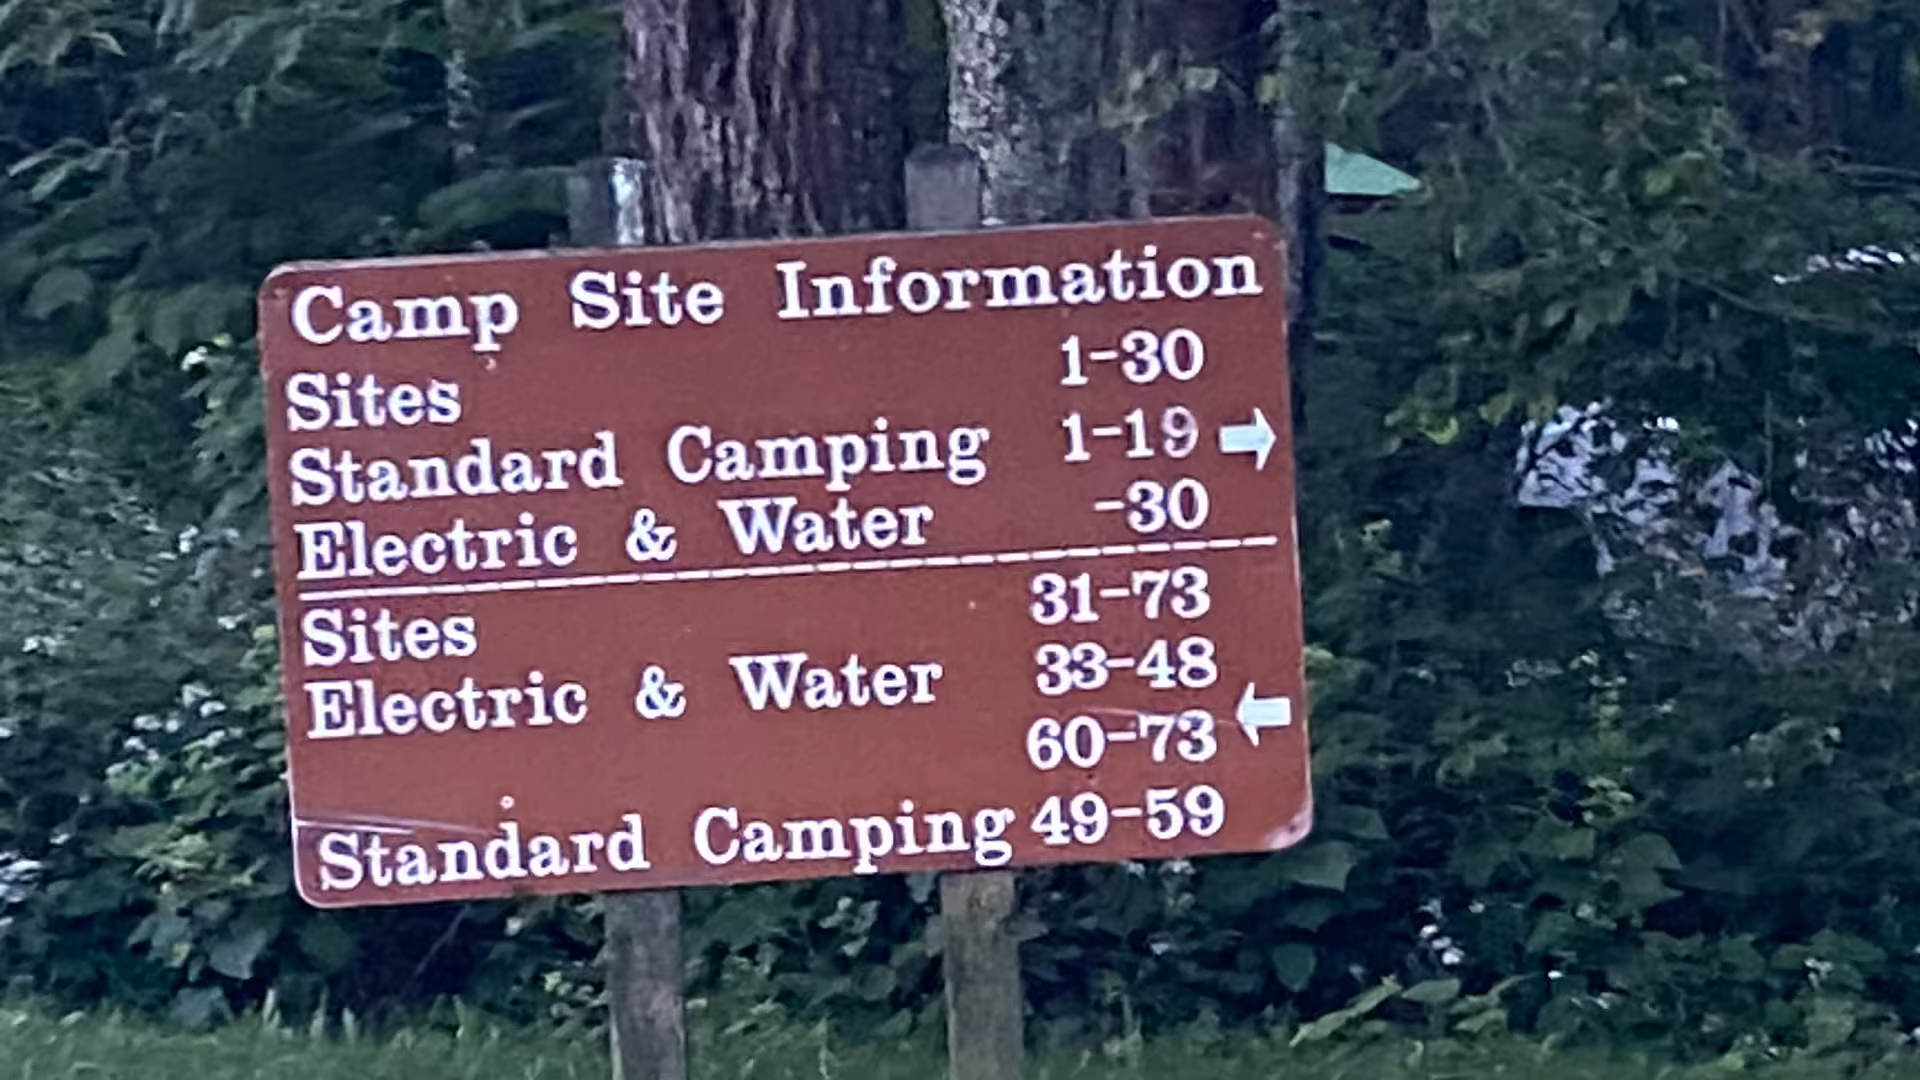 Camp Site Information
Sites 1-30
Standard Camping 1-19
Electric & Water -30
Sites 31-73
Electric & Water 33-48
60-73
Standard Camping 49-59